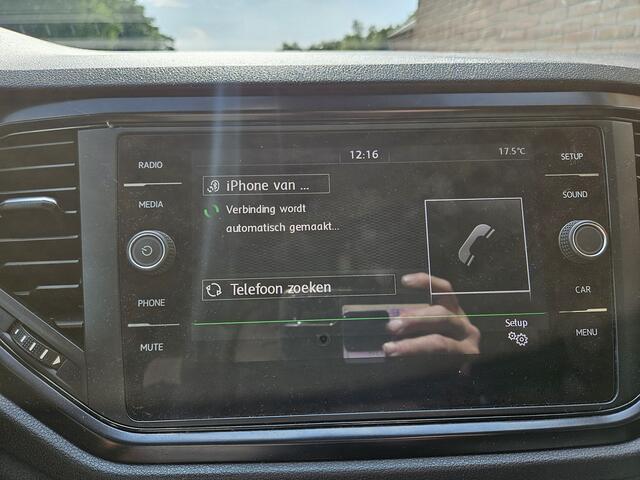 12:16
17.5°C
RADIO
MEDIA
PHONE
MUTE
iPhone van ...
Verbinding wordt
automatisch gemaakt...
Telefoon zoeken
Setup
SETUP
SOUND
CAR
MENU